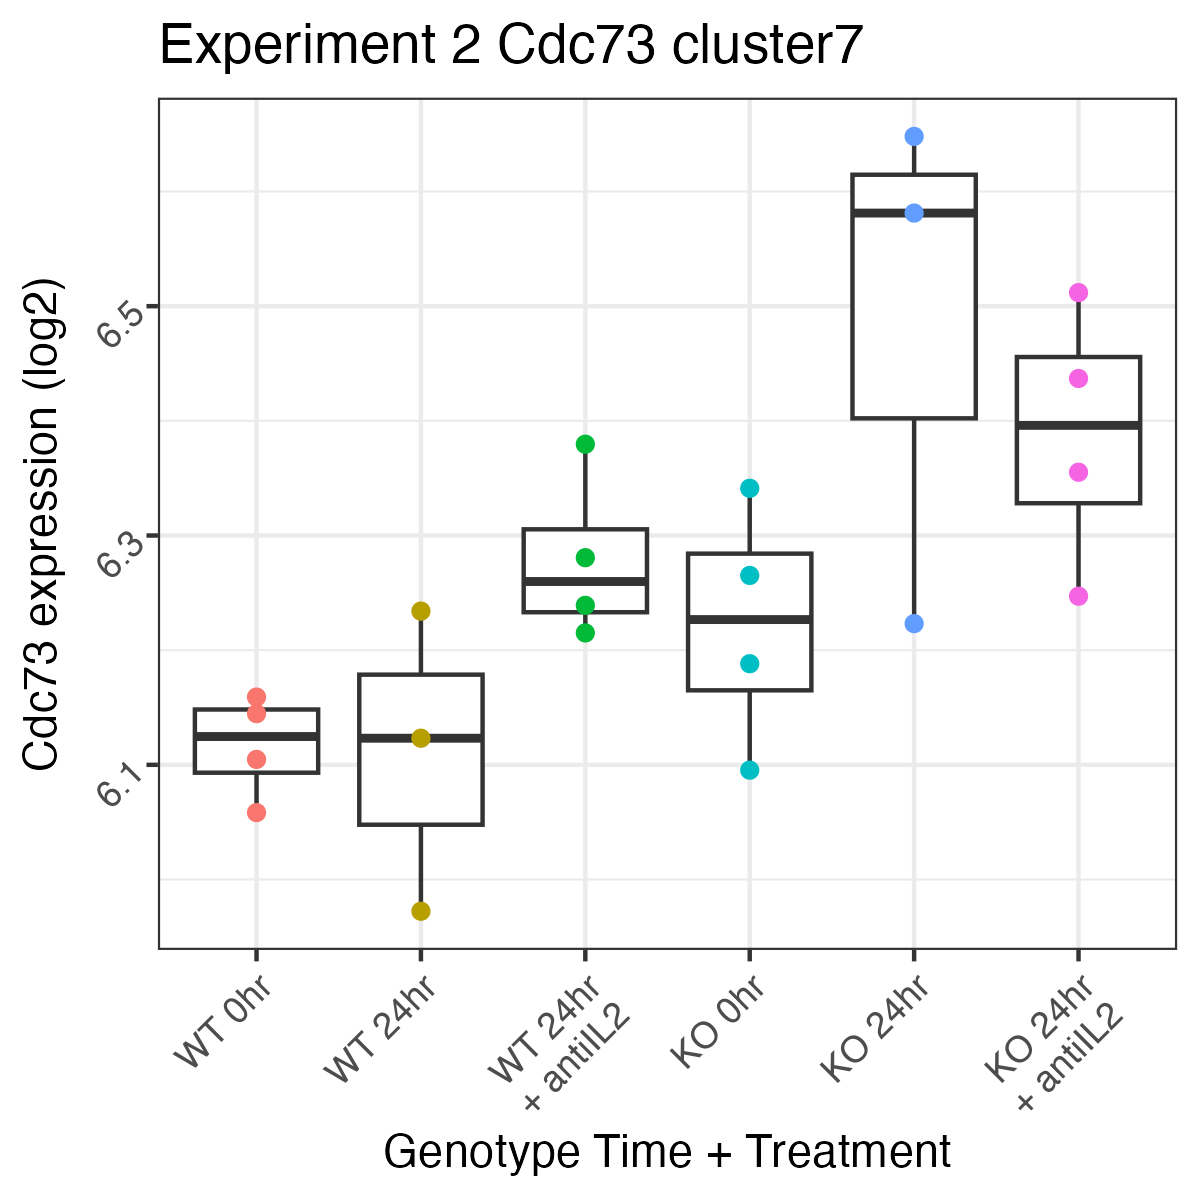 Experiment 2 Cdc73 cluster7
Cdc73 expression (log2)
6.5
6.3
6.1
WT 0hr
WT 24hr
WT 24hr
+ antiIL2
KO 0hr
KO 24hr
KO 24hr
+ antiIL2
Genotype Time + Treatment